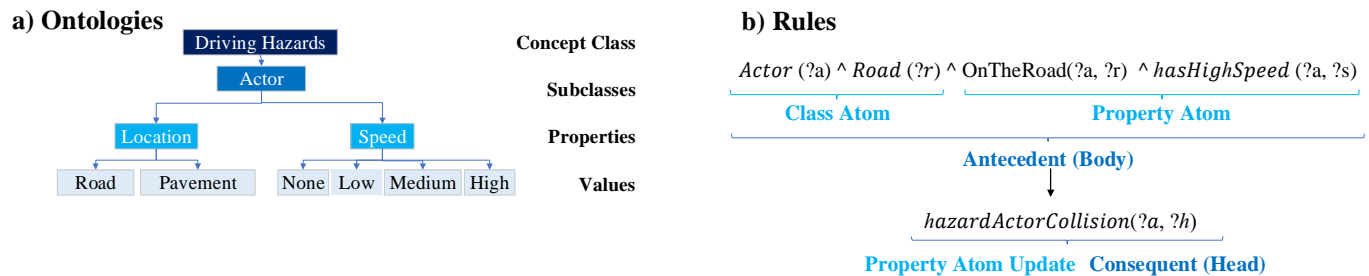 a) Ontologies
Driving Hazards
Concept Class
Actor
Subclasses
Location Speed
Properties
Road Pavement None Low Medium High
Values
b) Rules
Actor (?a) ^ Road (?r) ^ OnTheRoad(?a, ?r) ^ hasHighSpeed (?a, ?s)
Class Atom Property Atom
Antecedent (Body)
hazardActorCollision(?a, ?h)
Property Atom Update Consequent (Head)